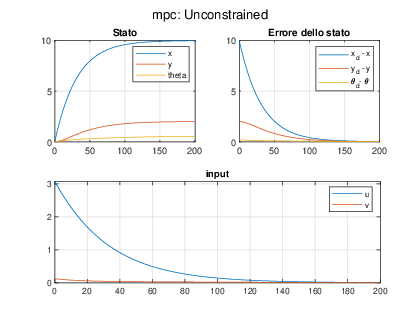 mpc: Unconstrained
Stato
10
5
0
0 50 100 150 200
x
y
theta
Errore dello stato
10
5
0
0 50 100 150 200
x_d - x
y_d - y
θ_d - θ
input
3
2
1
0
0 20 40 60 80 100 120 140 160 180 200
u
v